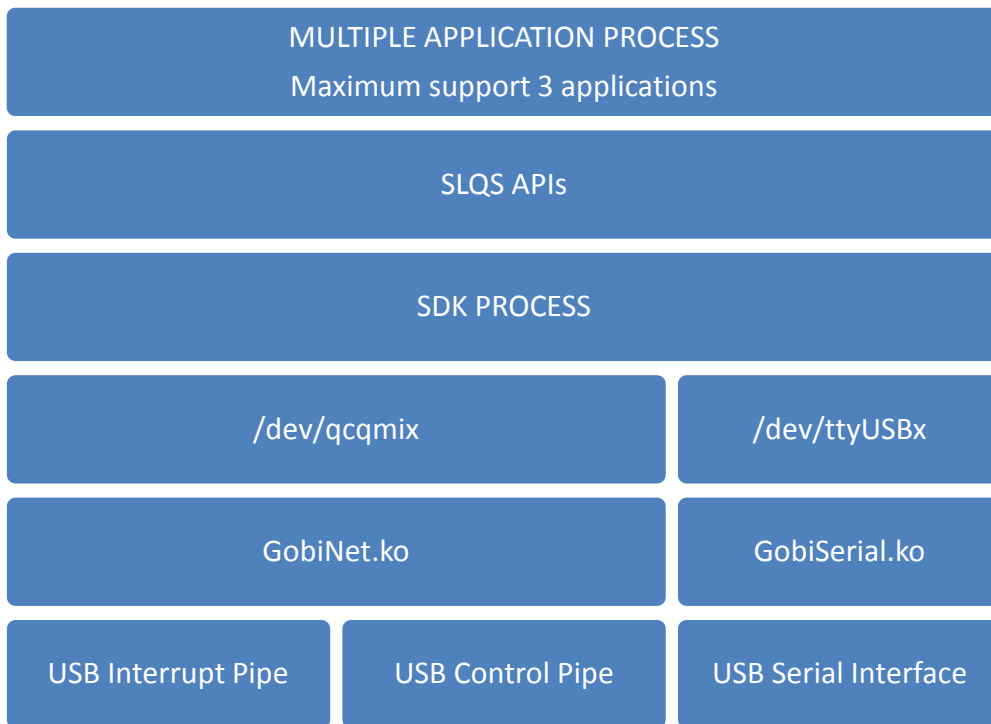 MULTIPLE APPLICATION PROCESS
Maximum support 3 applications
SLQS APIs
SDK PROCESS
/dev/qcqmix
/dev/ttyUSBx
GobiNet.ko
GobiSerial.ko
USB Interrupt Pipe
USB Control Pipe
USB Serial Interface